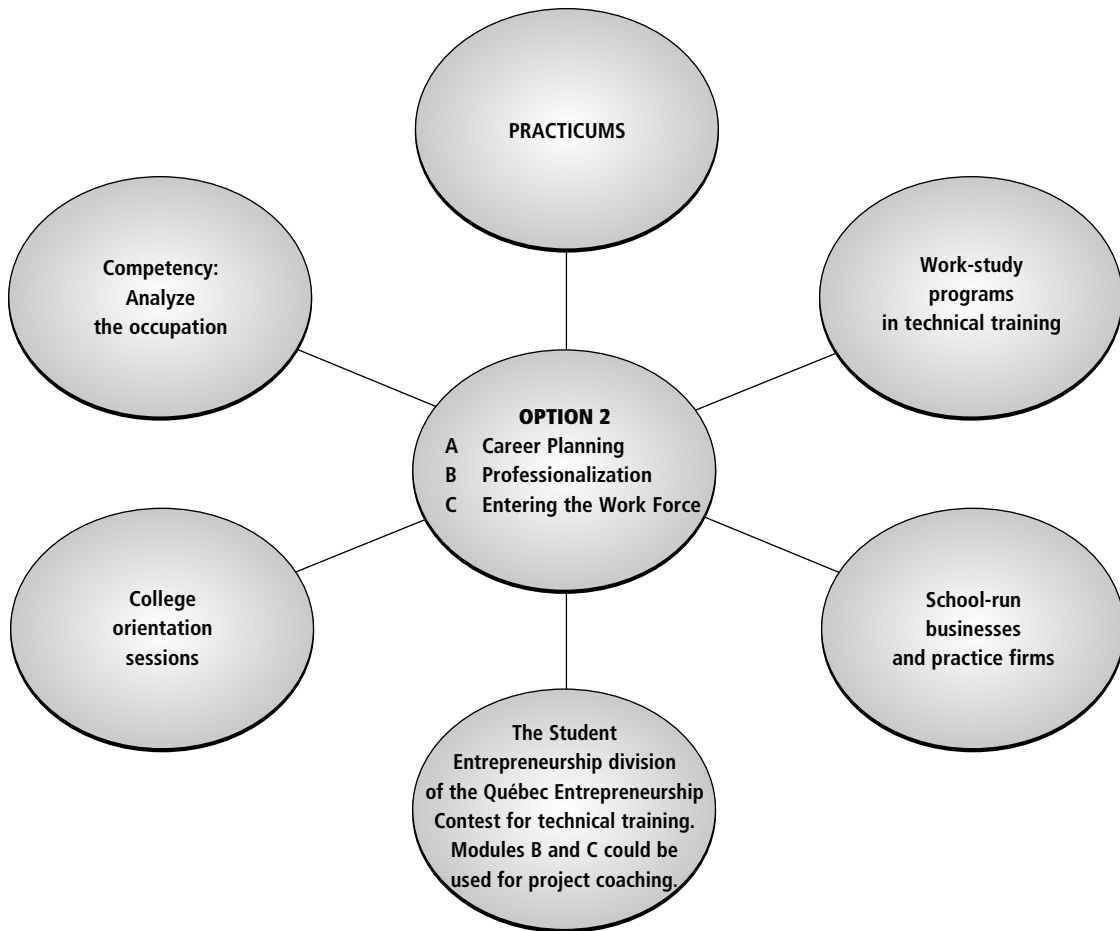 PRACTICUMS
Competency:
Analyze
the occupation
Work-study
programs
in technical training
OPTION 2
A Career Planning
B Professionalization
C Entering the Work Force
College
orientation
sessions
School-run
businesses
and practice firms
The Student
Entrepreneurship division
of the Québec Entrepreneurship
Contest for technical training.
Modules B and C could be
used for project coaching.